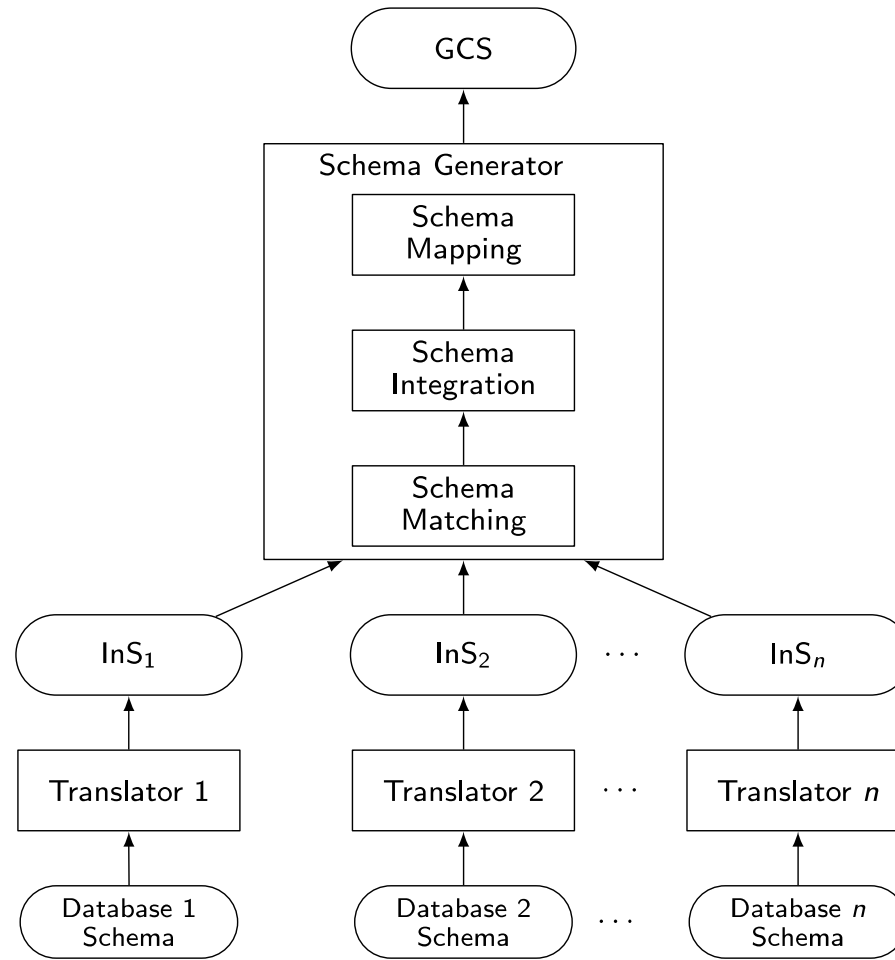 GCS
Schema Generator
Schema
Mapping
Schema
Integration
Schema
Matching
InS₁
InS₂
· · ·
InSₙ
Translator 1
Translator 2
· · ·
Translator n
Database 1
Schema
Database 2
Schema
· · ·
Database n
Schema